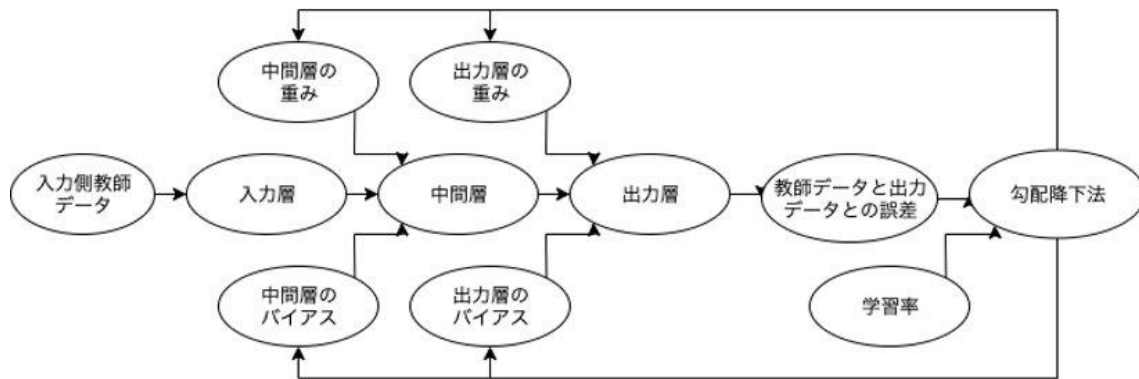 中間層の
重み
出力層の
重み
入力側教師
データ
入力層
中間層
出力層
教師データと出力
データとの誤差
勾配降下法
中間層の
バイアス
出力層の
バイアス
学習率